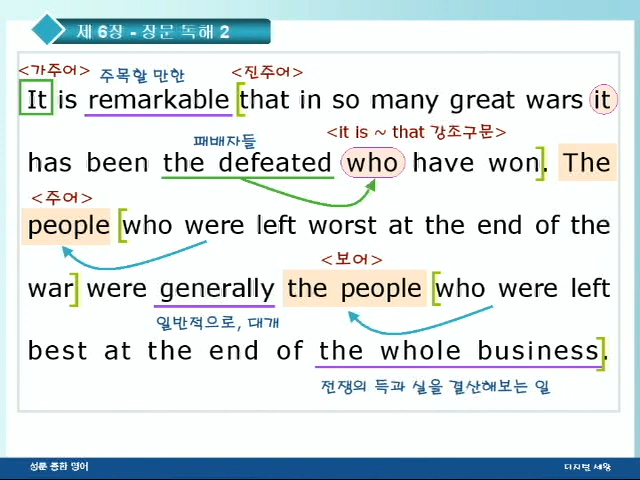 제 6장 - 장문 독해 2
<가주어> 주목할 만한 <진주어>
It is remarkable [that in so many great wars it
패배자들 <it is ~ that 강조구문>
has been the defeated who have won]. The
<주어>
people [who were left worst at the end of the
<보어>
war] were generally the people [who were left
일반적으로, 대개
best at the end of the whole business].
전쟁의 득과 실을 결산해보는 일
성문 종합 영어 디지털 세왕